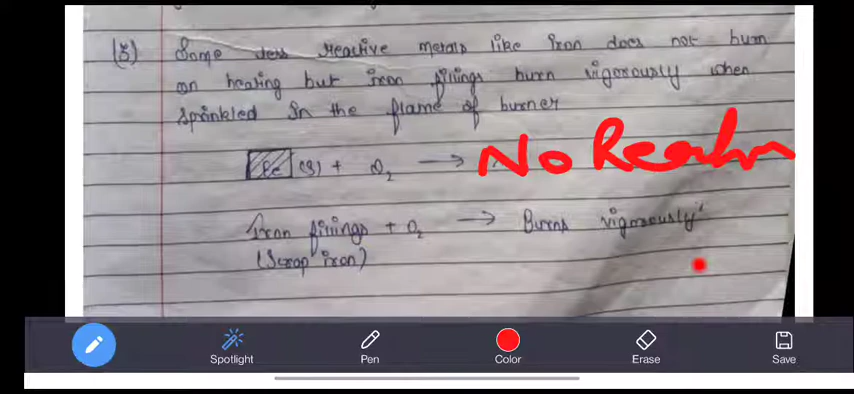 (3) Some less reactive metals like iron does not burn
on heating but iron filings burn vigorously when
sprinkled In the flame of burner
Fe (s) + O₂ → No Reactn
Iron filings + O₂ → Burns vigorously
(Scrap iron)
Spotlight Pen Color Erase Save